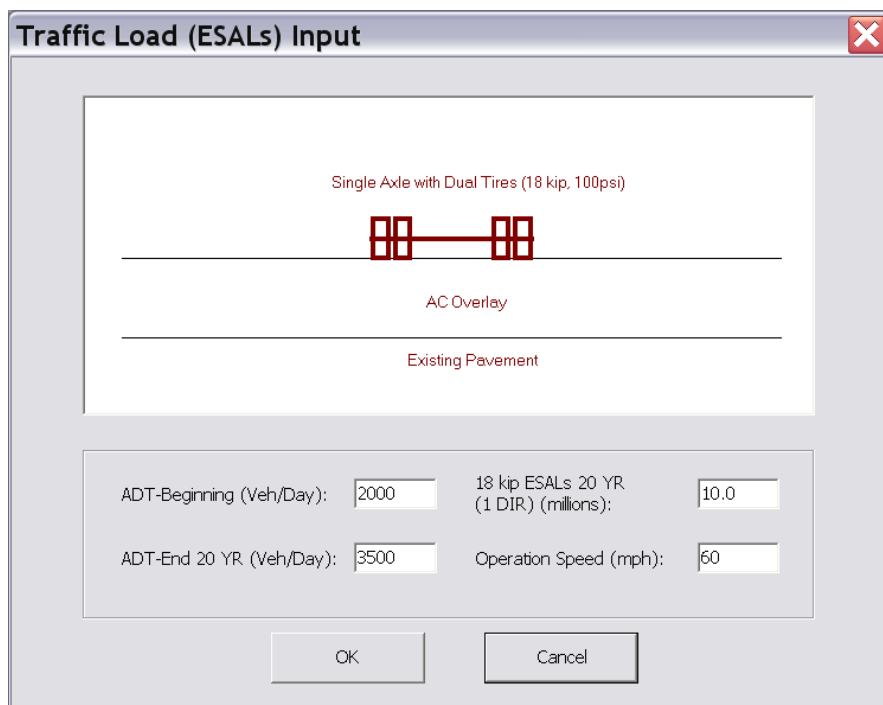 Traffic Load (ESALs) Input
Single Axle with Dual Tires (18 kip, 100psi)
AC Overlay
Existing Pavement
ADT-Beginning (Veh/Day): 2000
18 kip ESALs 20 YR
(1 DIR) (millions): 10.0
ADT-End 20 YR (Veh/Day): 3500
Operation Speed (mph): 60
OK
Cancel